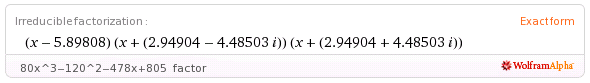 Irreducible factorization: Exact form
(x − 5.89808) (x + (2.94904 − 4.48503 i)) (x + (2.94904 + 4.48503 i))
80x^3−120^2−478x+805 factor WolframAlpha